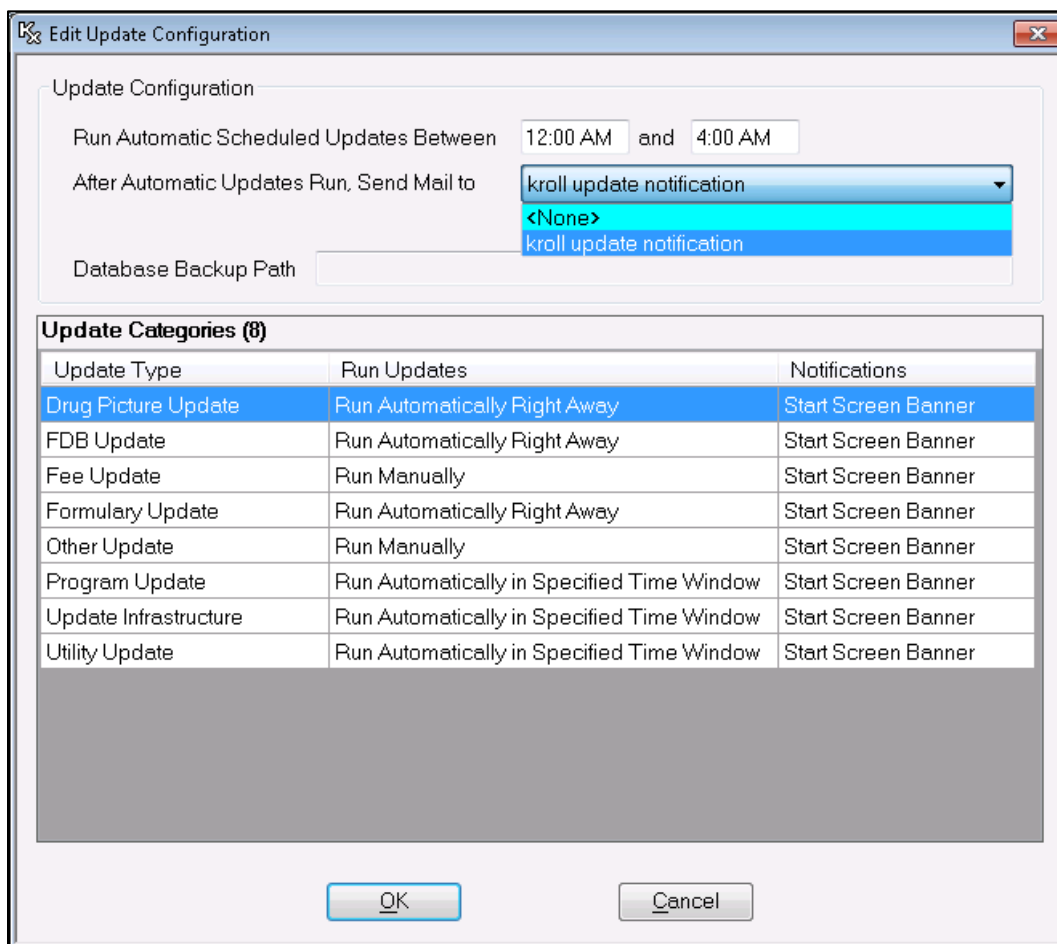 Edit Update Configuration
Update Configuration
Run Automatic Scheduled Updates Between 12:00 AM and 4:00 AM
After Automatic Updates Run, Send Mail to kroll update notification
<None>
kroll update notification
Database Backup Path
Update Categories (8)
Update Type Run Updates Notifications
Drug Picture Update Run Automatically Right Away Start Screen Banner
FDB Update Run Automatically Right Away Start Screen Banner
Fee Update Run Manually Start Screen Banner
Formulary Update Run Automatically Right Away Start Screen Banner
Other Update Run Manually Start Screen Banner
Program Update Run Automatically in Specified Time Window Start Screen Banner
Update Infrastructure Run Automatically in Specified Time Window Start Screen Banner
Utility Update Run Automatically in Specified Time Window Start Screen Banner
OK Cancel